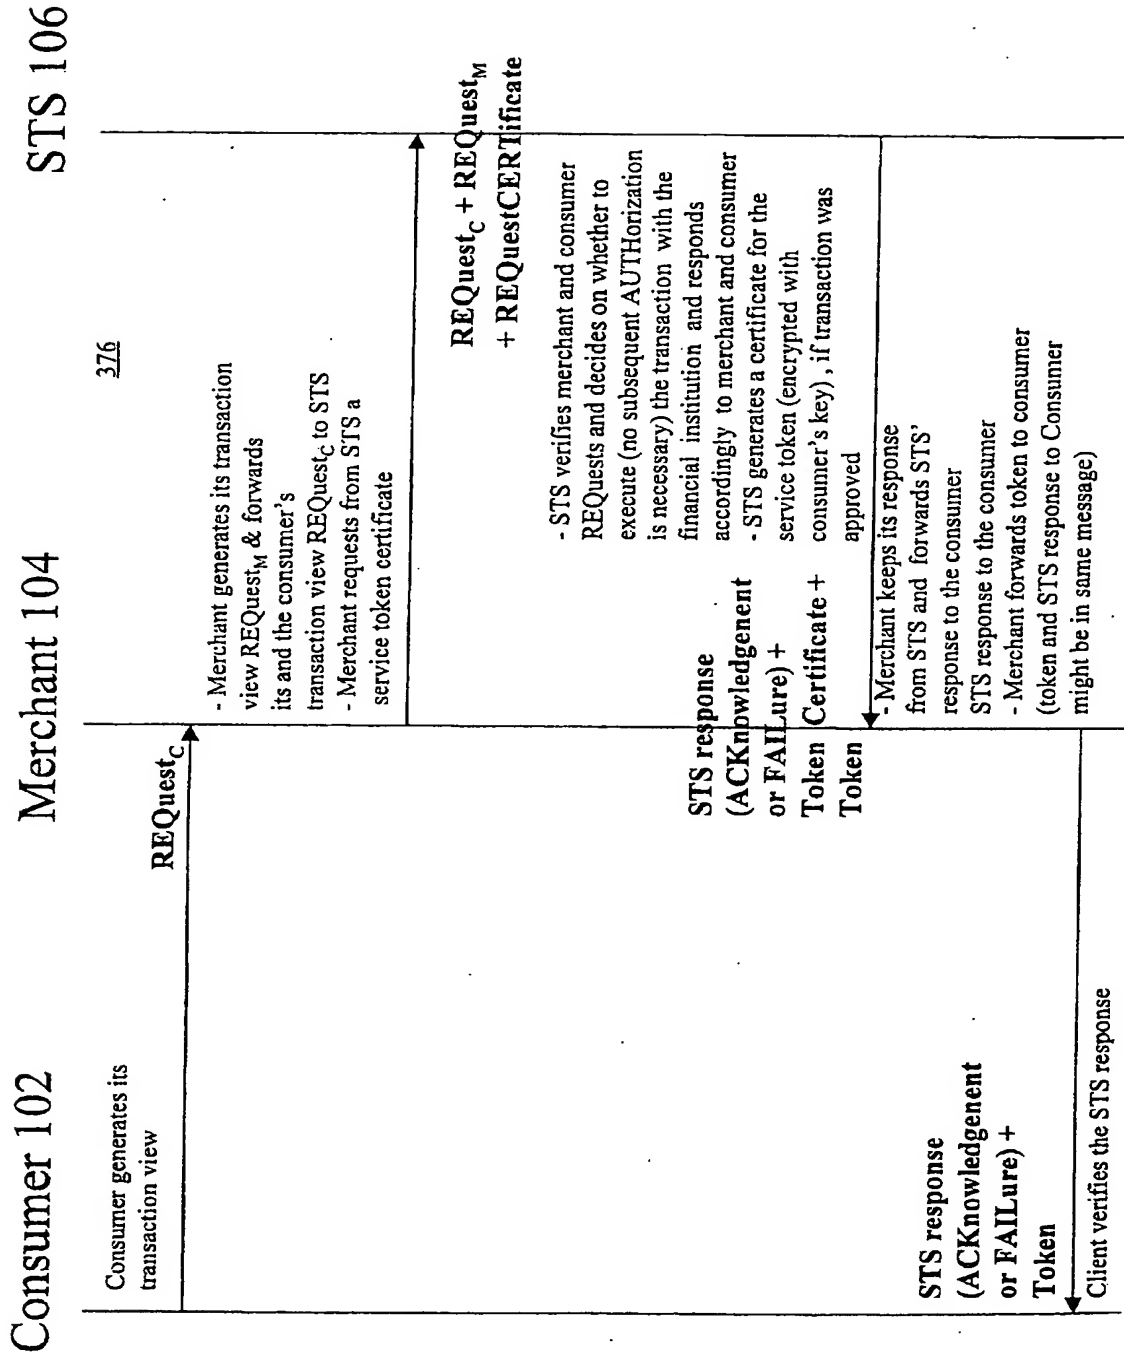 Consumer 102
Merchant 104
STS 106
376
Consumer generates its
transaction view
REQuest_C
- Merchant generates its transaction
view REQuest_M & forwards
its and the consumer's
transaction view REQuest_C to STS
- Merchant requests from STS a
service token certificate
REQuest_C + REQuest_M
+ REQuestCERTificate
- STS verifies merchant and consumer
REQuests and decides on whether to
execute (no subsequent AUTHorization
is necessary) the transaction with the
financial institution and responds
accordingly to merchant and consumer
- STS generates a certificate for the
service token (encrypted with
consumer's key), if transaction was
approved
STS response
(ACKnowledgenent
or FAILure) +
Token Certificate +
Token
- Merchant keeps its response
from STS and forwards STS'
response to the consumer
STS response to the consumer
- Merchant forwards token to consumer
(token and STS response to Consumer
might be in same message)
STS response
(ACKnowledgenent
or FAILure) +
Token
Client verifies the STS response